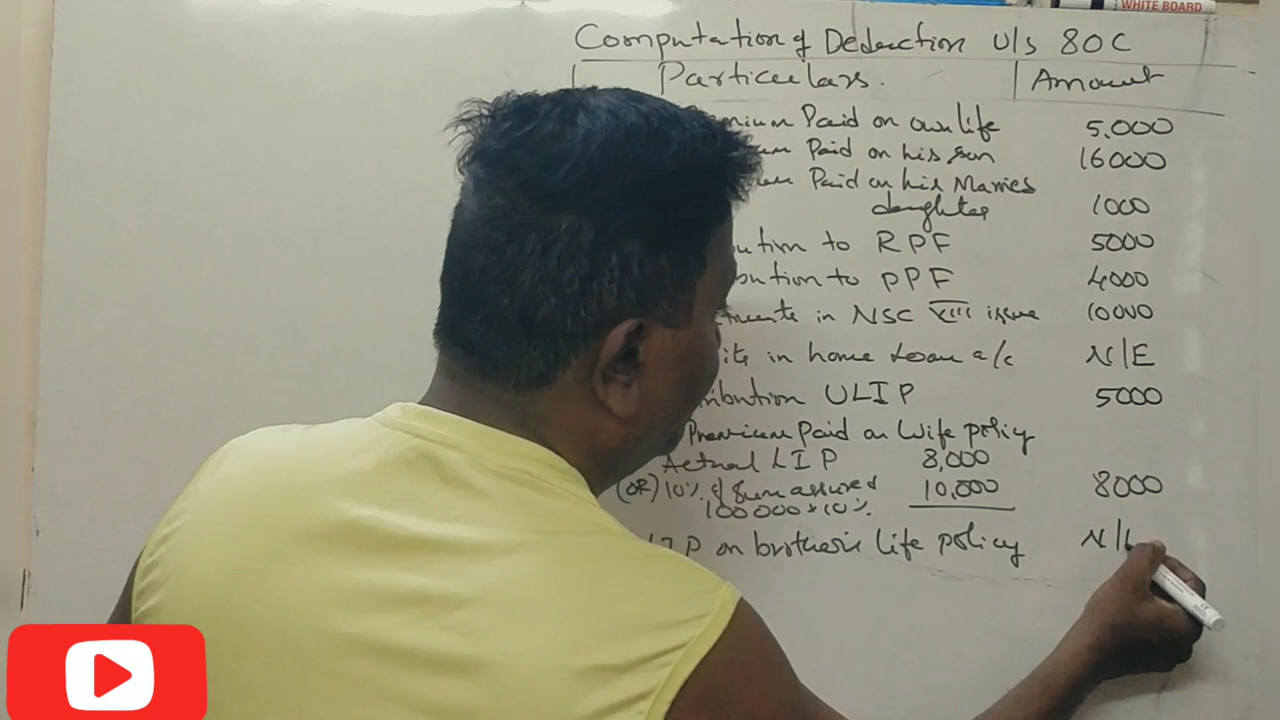 WHITE BOARD
Computation of Deduction U/s 80C
Particulars. Amount
Paid on own life 5,000
Paid on his son 16000
Paid on his Married
daughter 1000
to RPF 5000
to PPF 4000
in NSC VIII issue 10000
in home loan a/c N/E
ULIP 5000
Premium Paid on Wife policy
Actual LIP 8,000
(OR) 10% of Sum assured 10,000 8000
100000 × 10%.
on brother's life policy